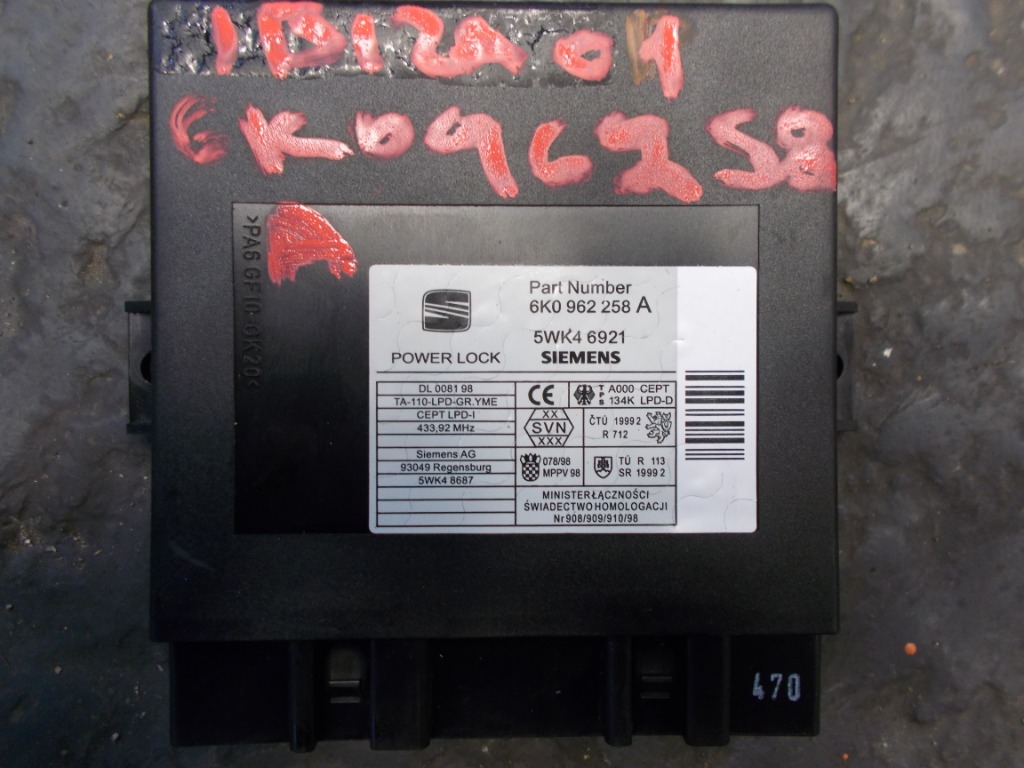 IBIZA 01
6K0962258
D
>PA6 GF10-GK20<
Part Number
6K0 962 258 A
5WK4 6921
SIEMENS
POWER LOCK
DL 0081 98
TA-110-LPD-GR.YME
CEPT LPD-I
433,92 MHz
Siemens AG
93049 Regensburg
5WK4 8687
CE
T P B
A000 CEPT
134K LPD-D
XX
SVN
XXX
ČTÚ 1999 2
R 712
078/98
MPPV 98
TÚ R 113
SR 1999 2
MINISTER ŁĄCZNOŚCI
ŚWIADECTWO HOMOLOGACJI
Nr 908/909/910/98
470